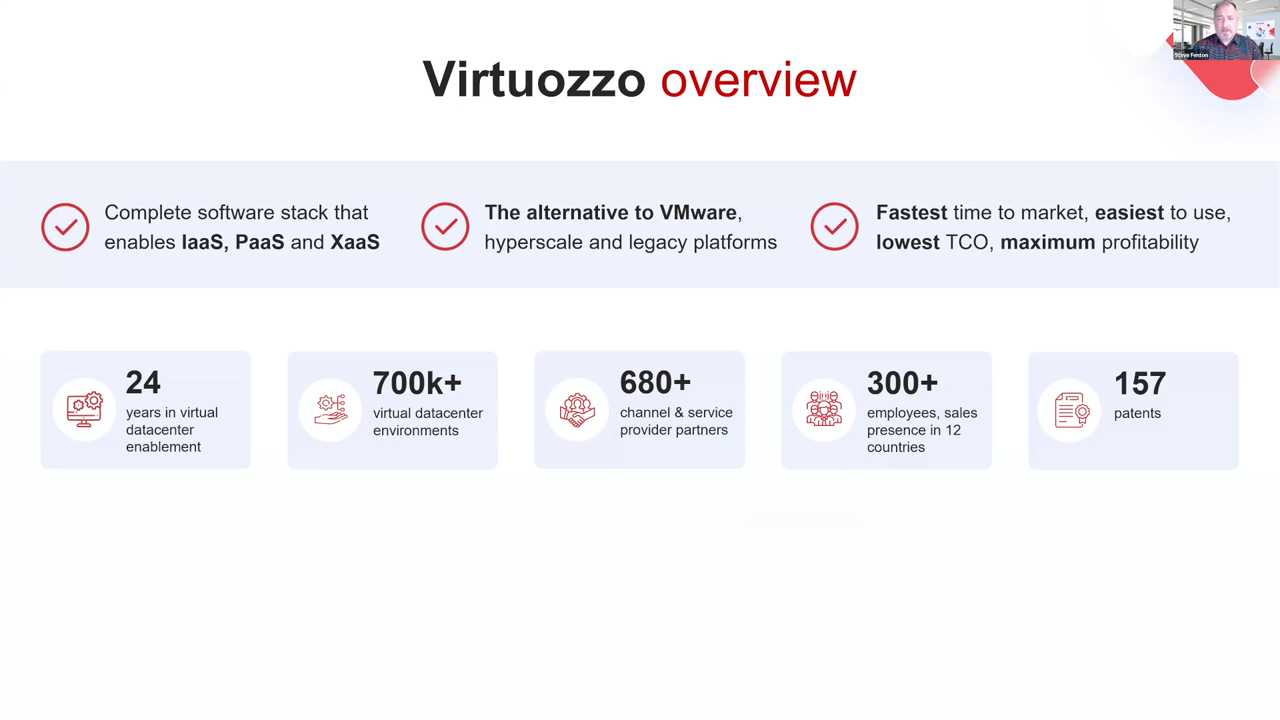 Virtuozzo overview
Steve Fenton
Complete software stack that
enables IaaS, PaaS and XaaS
The alternative to VMware,
hyperscale and legacy platforms
Fastest time to market, easiest to use,
lowest TCO, maximum profitability
24
years in virtual
datacenter
enablement
700k+
virtual datacenter
environments
680+
channel & service
provider partners
300+
employees, sales
presence in 12
countries
157
patents